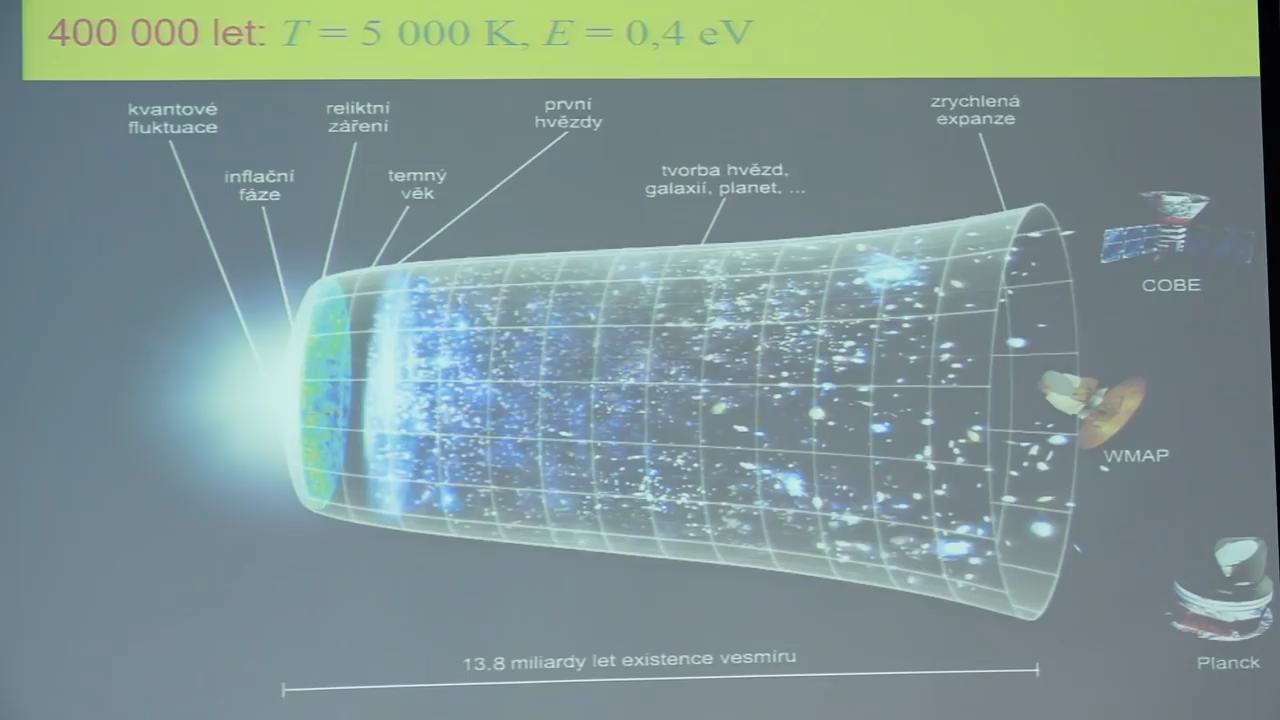 400 000 let: T = 5 000 K, E = 0,4 eV
kvantové
fluktuace
inflační
fáze
reliktní
záření
temný
věk
první
hvězdy
tvorba hvězd,
galaxií, planet, ...
zrychlená
expanze
COBE
WMAP
Planck
13.8 miliardy let existence vesmíru